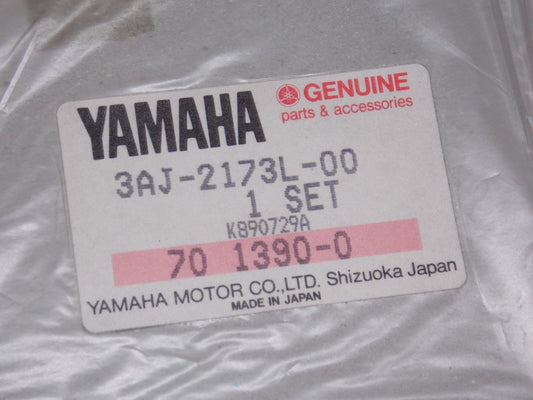 YAMAHA
GENUINE
parts & accessories
3AJ-2173L-00
1 SET
K890729A
70 1390-0
YAMAHA MOTOR CO.,LTD. Shizuoka Japan
MADE IN JAPAN